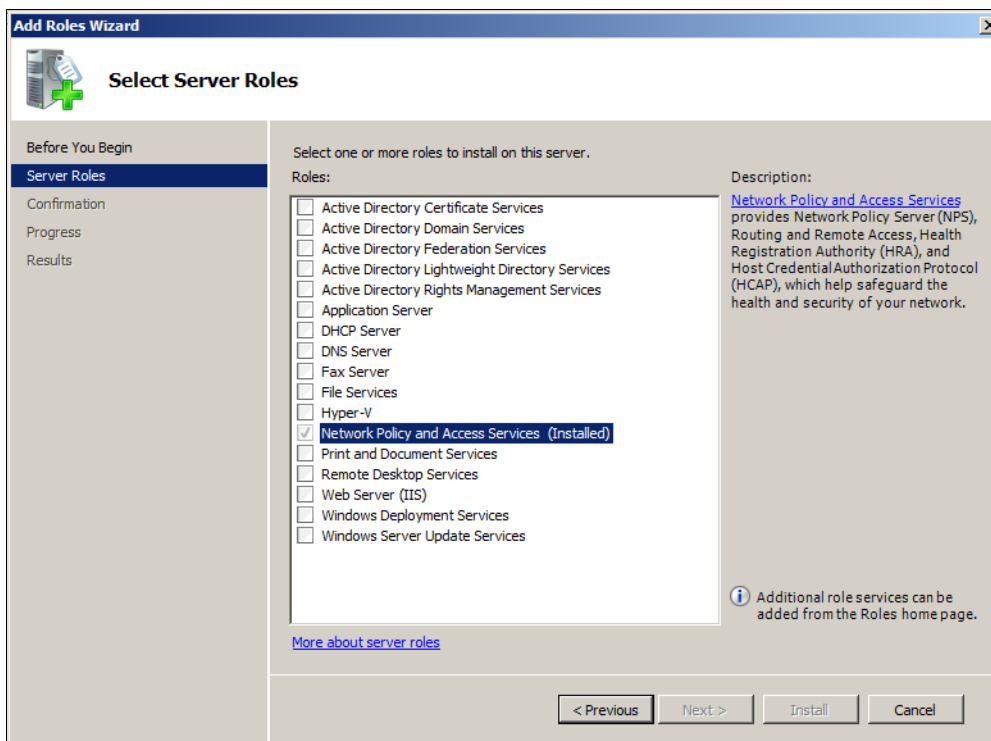 Add Roles Wizard
Select Server Roles
Before You Begin
Server Roles
Confirmation
Progress
Results
Select one or more roles to install on this server.
Roles:
Active Directory Certificate Services
Active Directory Domain Services
Active Directory Federation Services
Active Directory Lightweight Directory Services
Active Directory Rights Management Services
Application Server
DHCP Server
DNS Server
Fax Server
File Services
Hyper-V
Network Policy and Access Services (Installed)
Print and Document Services
Remote Desktop Services
Web Server (IIS)
Windows Deployment Services
Windows Server Update Services
More about server roles
Description:
Network Policy and Access Services
provides Network Policy Server (NPS),
Routing and Remote Access, Health
Registration Authority (HRA), and
Host Credential Authorization Protocol
(HCAP), which help safeguard the
health and security of your network.
Additional role services can be
added from the Roles home page.
< Previous
Next >
Install
Cancel